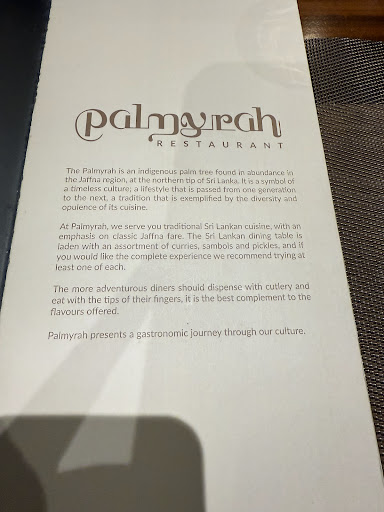 palmyrah
RESTAURANT
The Palmyrah is an indigenous palm tree found in abundance in
the Jaffna region, at the northern tip of Sri Lanka. It is a symbol of
a timeless culture; a lifestyle that is passed from one generation
to the next, a tradition that is exemplified by the diversity and
opulence of its cuisine.
At Palmyrah, we serve you traditional Sri Lankan cuisine, with an
emphasis on classic Jaffna fare. The Sri Lankan dining table is
laden with an assortment of curries, sambols and pickles, and if
you would like the complete experience we recommend trying at
least one of each.
The more adventurous diners should dispense with cutlery and
eat with the tips of their fingers, it is the best complement to the
flavours offered.
Palmyrah presents a gastronomic journey through our culture.